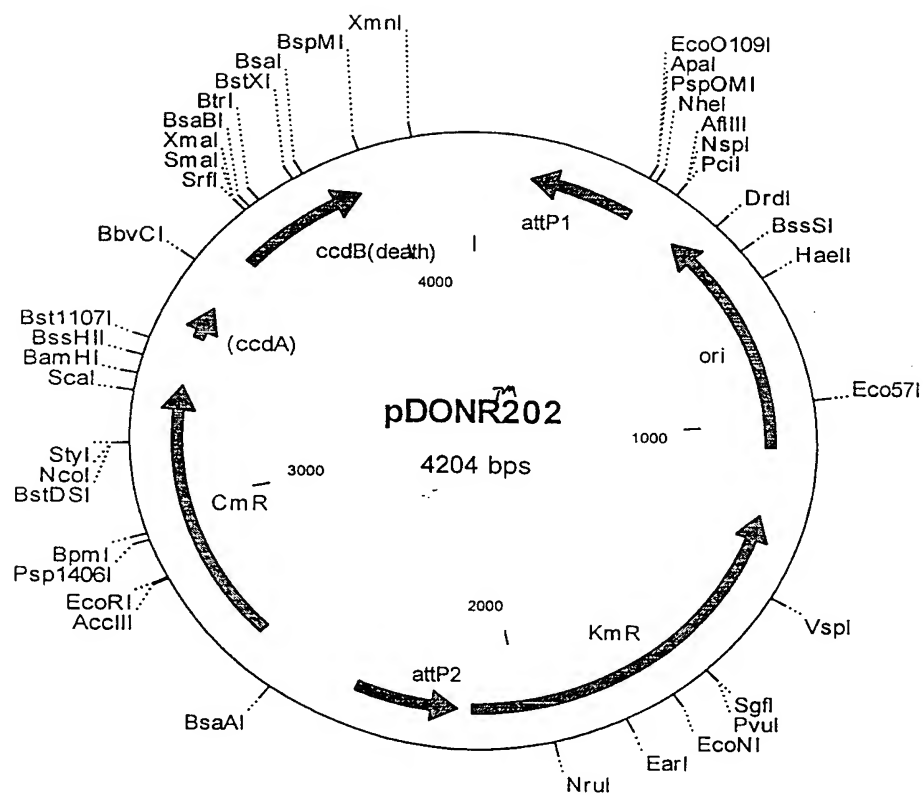 XmnI
BspMI
BsaI
BstXI
BtrI
BsaBI
XmaI
SmaI
SrfI
BbvCI
Bst1107I
BssHII
BamHI
ScaI
StyI
NcoI
BstDSI
BpmI
Psp1406I
EcoRI
AccIII
BsaAI
EcoO109I
ApaI
PspOMI
NheI
AflIII
NspI
PciI
DrdI
BssSI
HaeII
Eco57I
VspI
SgfI
PvuI
EcoNI
EarI
NruI
attP1
ccdB(death)
4000
(ccdA)
ori
pDONR™202
4204 bps
1000
3000
CmR
2000
KmR
attP2